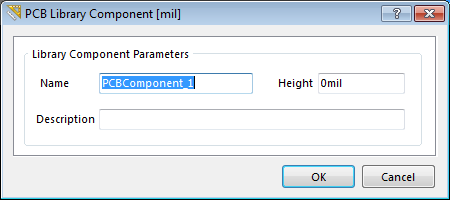 PCB Library Component [mil]
Library Component Parameters
Name PCBComponent_1 Height 0mil
Description
OK Cancel